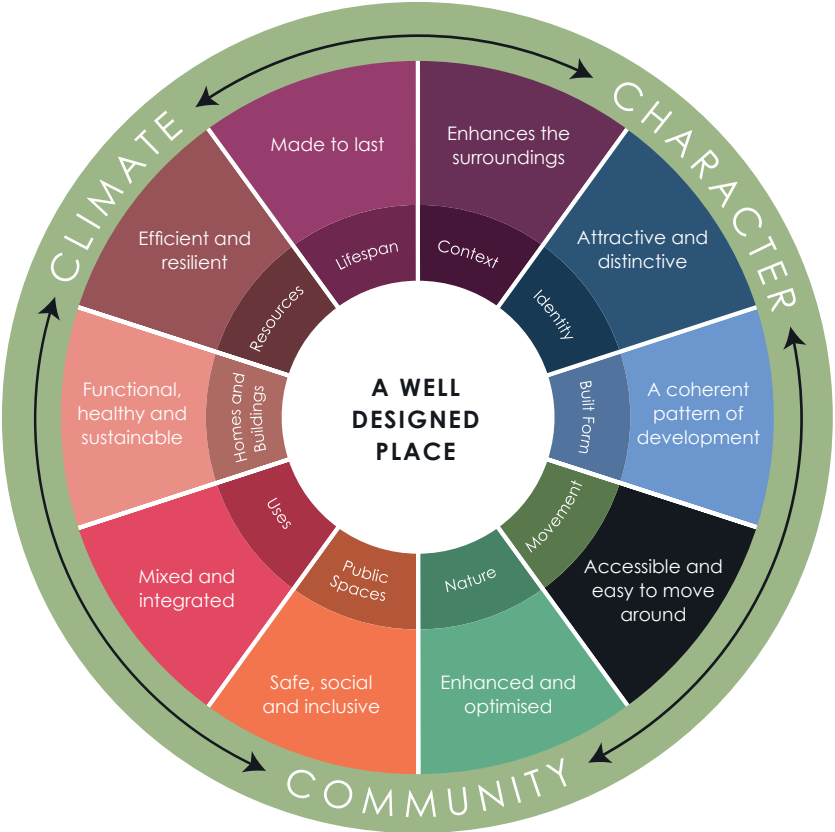 CLIMATE
CHARACTER
COMMUNITY
A WELL
DESIGNED
PLACE
Enhances the
surroundings
Context
Attractive and
distinctive
Identity
A coherent
pattern of
development
Built Form
Accessible and
easy to move
around
Movement
Enhanced and
optimised
Nature
Safe, social
and inclusive
Public
Spaces
Mixed and
integrated
Uses
Functional,
healthy and
sustainable
Homes and
Buildings
Efficient and
resilient
Resources
Made to last
Lifespan